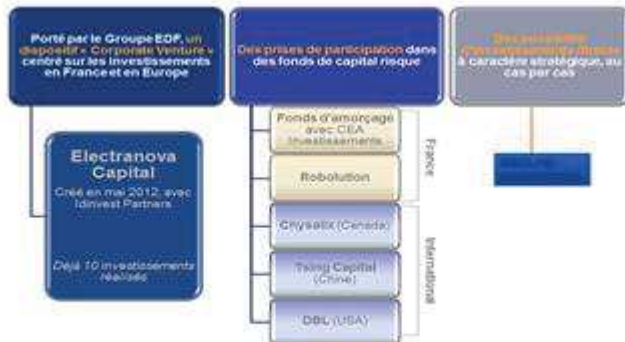 Porté par le Groupe EDF, un
dispositif « Corporate Venture »
centré sur les investissements
en France et en Europe
Electranova
Capital
Créé en mai 2012, avec
Idinvest Partners
Déjà 10 investissements
réalisés
Des prises de participation dans
des fonds de capital risque
Fonds d'amorçage
avec CEA
Investissements
Robolution
Chrysalix (Canada)
Tsing Capital
(Chine)
DBL (USA)
France
International
à caractère stratégique, au
cas par cas